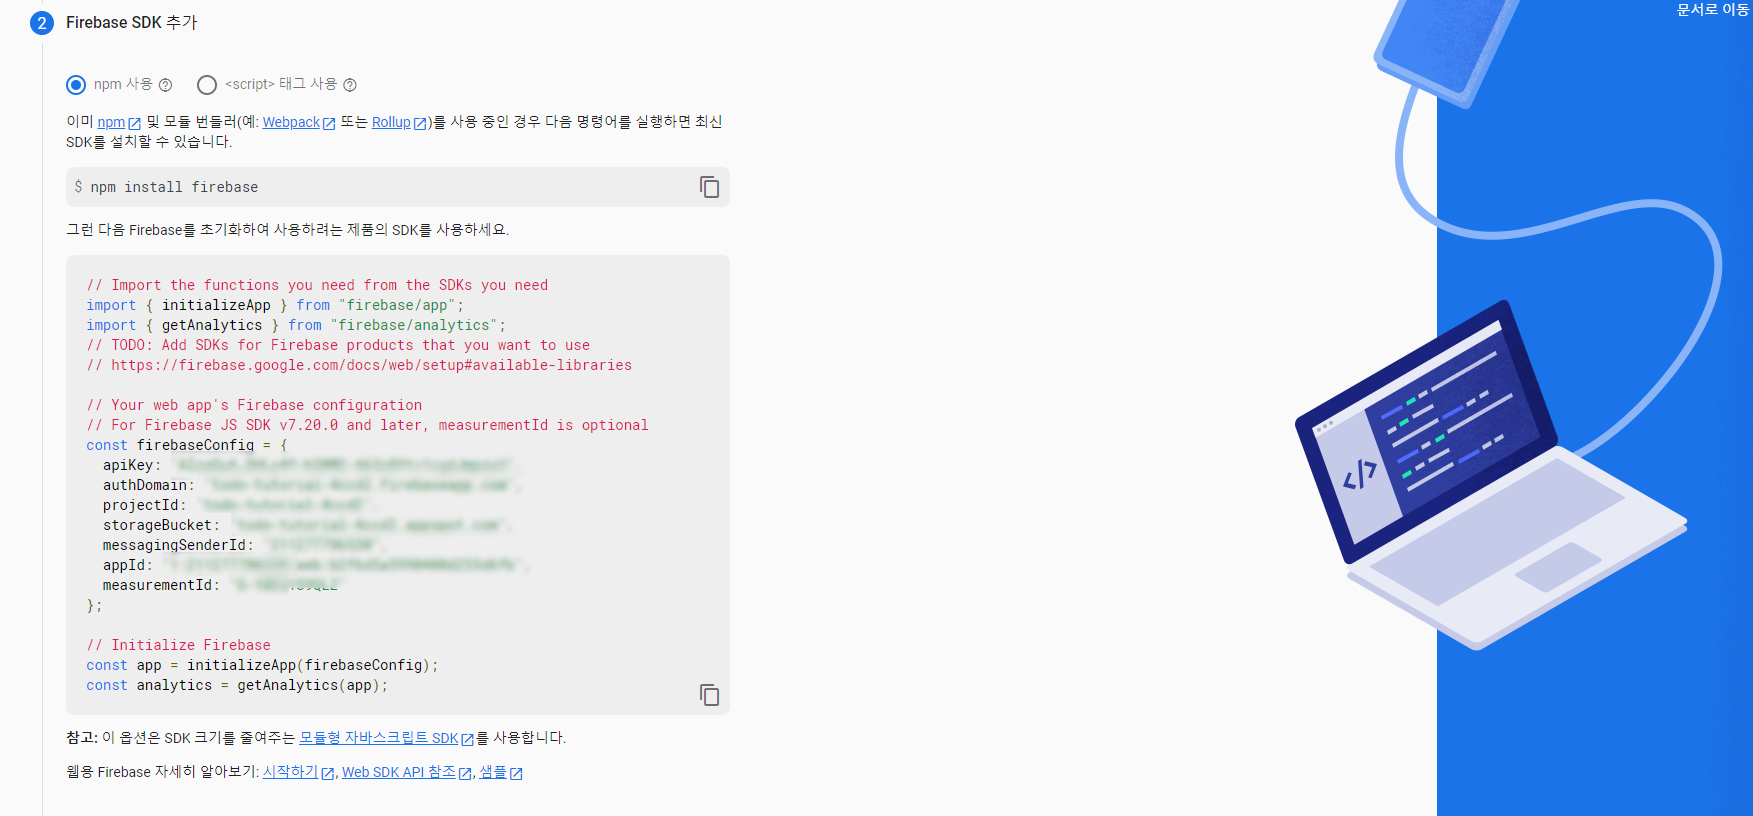 문서로 이동
2 Firebase SDK 추가
npm 사용 <script> 태그 사용
이미 npm 및 모듈 번들러(예: Webpack 또는 Rollup)를 사용 중인 경우 다음 명령어를 실행하면 최신
SDK를 설치할 수 있습니다.
$ npm install firebase
그런 다음 Firebase를 초기화하여 사용하려는 제품의 SDK를 사용하세요.
// Import the functions you need from the SDKs you need
import { initializeApp } from "firebase/app";
import { getAnalytics } from "firebase/analytics";
// TODO: Add SDKs for Firebase products that you want to use
// https://firebase.google.com/docs/web/setup#available-libraries
// Your web app's Firebase configuration
// For Firebase JS SDK v7.20.0 and later, measurementId is optional
const firebaseConfig = {
apiKey:
authDomain:
projectId:
storageBucket:
messagingSenderId:
appId:
measurementId:
};
// Initialize Firebase
const app = initializeApp(firebaseConfig);
const analytics = getAnalytics(app);
참고: 이 옵션은 SDK 크기를 줄여주는 모듈형 자바스크립트 SDK를 사용합니다.
웹용 Firebase 자세히 알아보기: 시작하기, Web SDK API 참조, 샘플